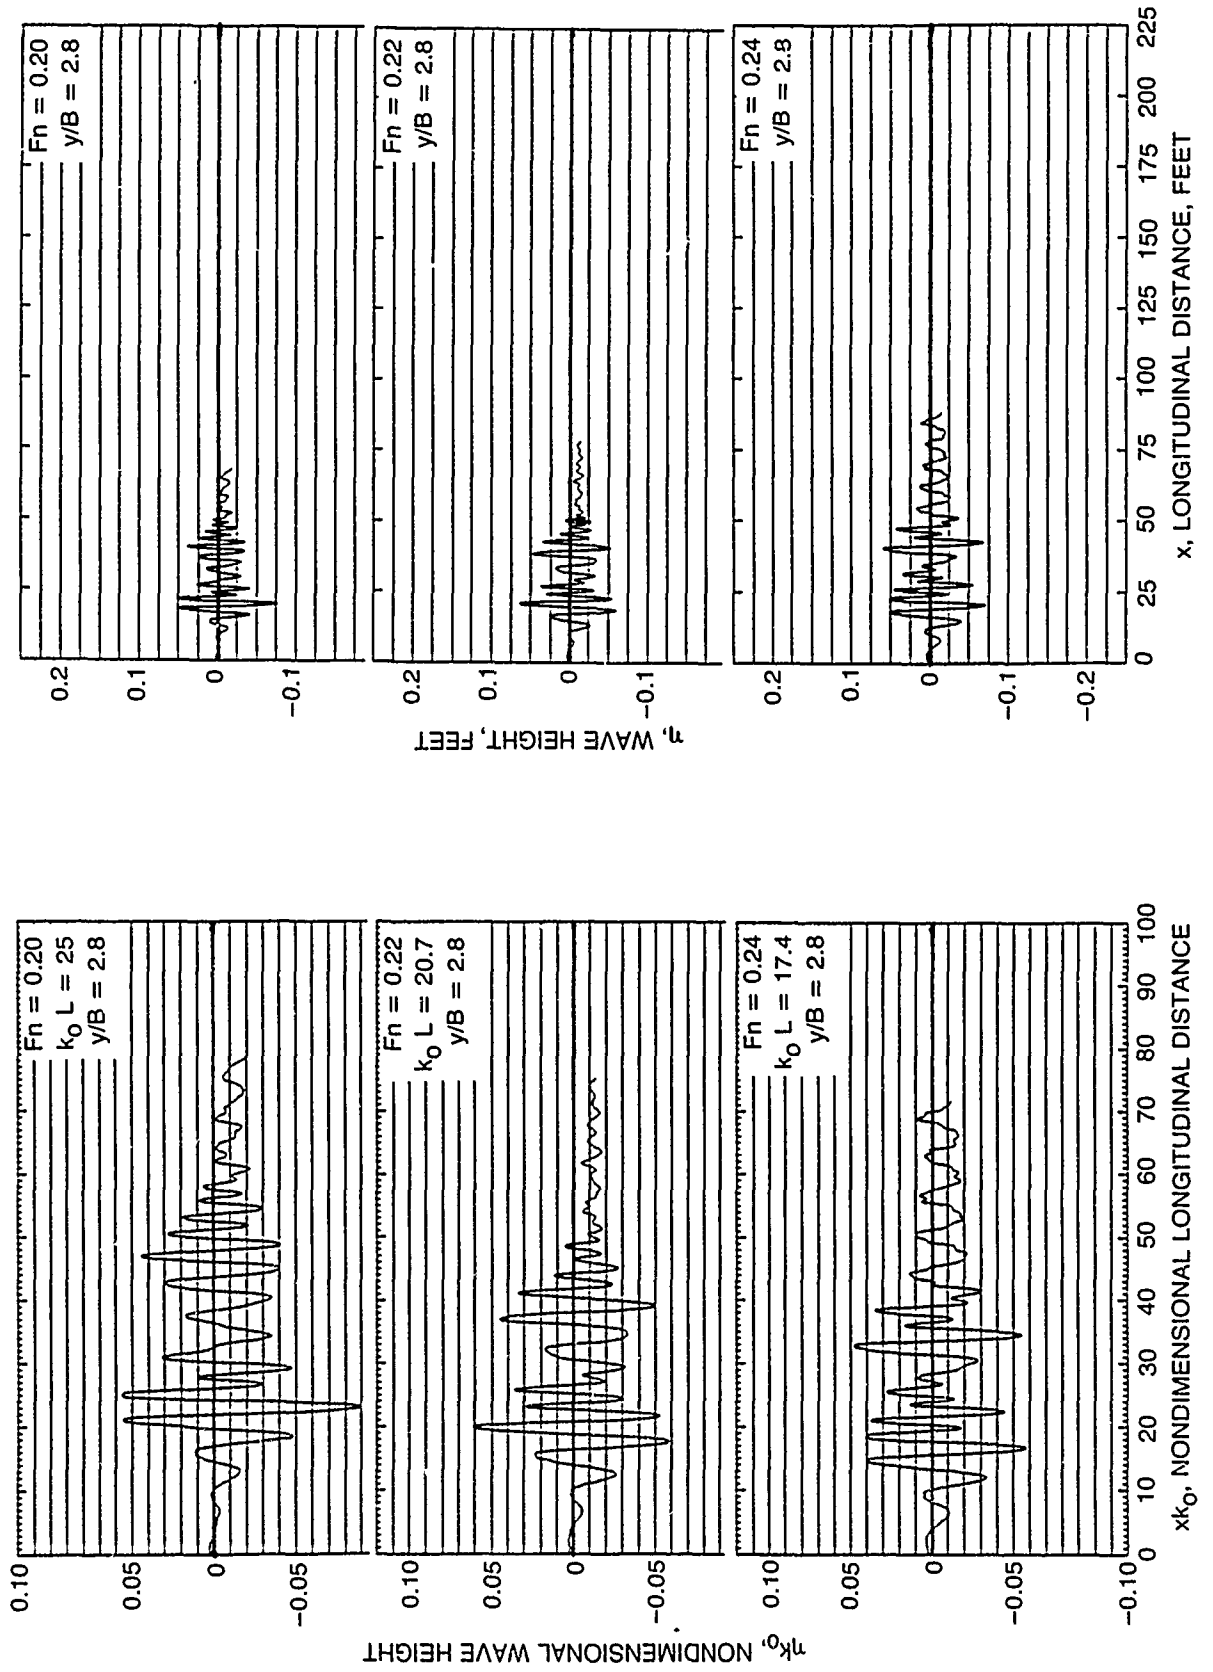 0.10
0.05
0
−0.05
Fn = 0.20
k₀ L = 25
y/B = 2.8
0.10
0.05
0
−0.05
Fn = 0.22
k₀ L = 20.7
y/B = 2.8
0.10
0.05
0
−0.05
−0.10
Fn = 0.24
k₀ L = 17.4
y/B = 2.8
0 10 20 30 40 50 60 70 80 90 100
xk₀, NONDIMENSIONAL LONGITUDINAL DISTANCE
ηk₀, NONDIMENSIONAL WAVE HEIGHT
0.2
0.1
0
−0.1
Fn = 0.20
y/B = 2.8
0.2
0.1
0
−0.1
Fn = 0.22
y/B = 2.8
0.2
0.1
0
−0.1
−0.2
Fn = 0.24
y/B = 2.8
0 25 50 75 100 125 150 175 200 225
x, LONGITUDINAL DISTANCE, FEET
η, WAVE HEIGHT, FEET